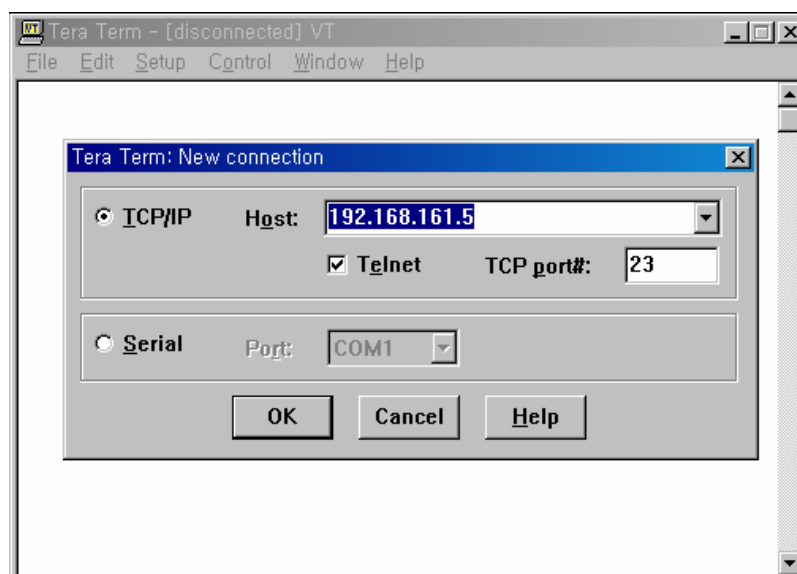 VT Tera Term - [disconnected] VT
File Edit Setup Control Window Help
Tera Term: New connection
TCP/IP Host: 192.168.161.5
Telnet TCP port#: 23
Serial Port: COM1
OK Cancel Help